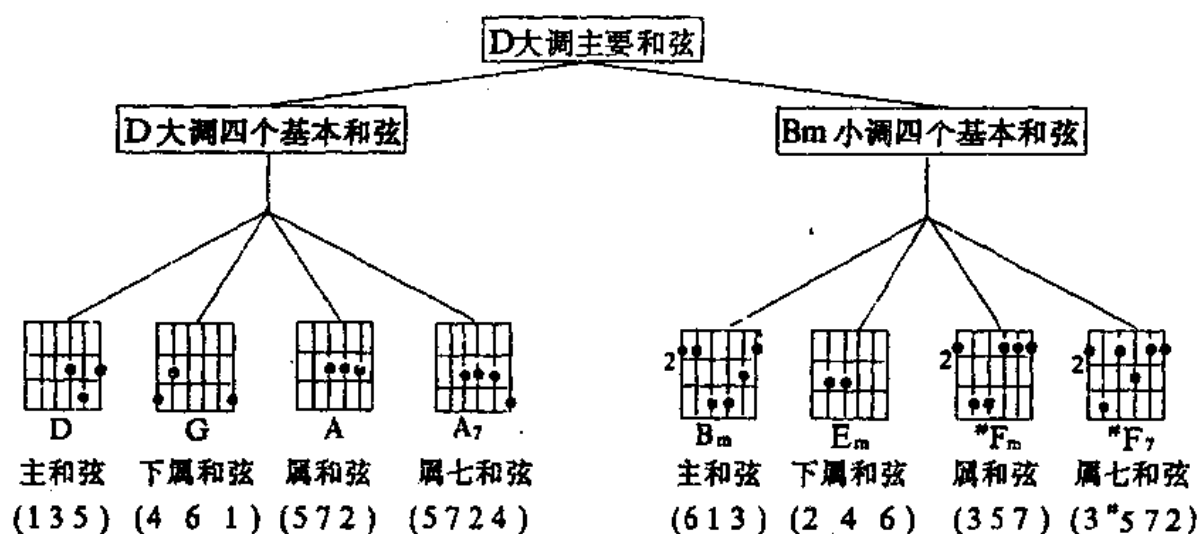 D大调主要和弦
D大调四个基本和弦 Bm小调四个基本和弦
2 2 2
D G A A₇ Bm Em #Fm #F₇
主和弦 下属和弦 属和弦 属七和弦 主和弦 下属和弦 属和弦 属七和弦
(1 3 5) (4 6 1) (5 7 2) (5 7 2 4) (6 1 3) (2 4 6) (3 5 7) (3 #5 7 2)